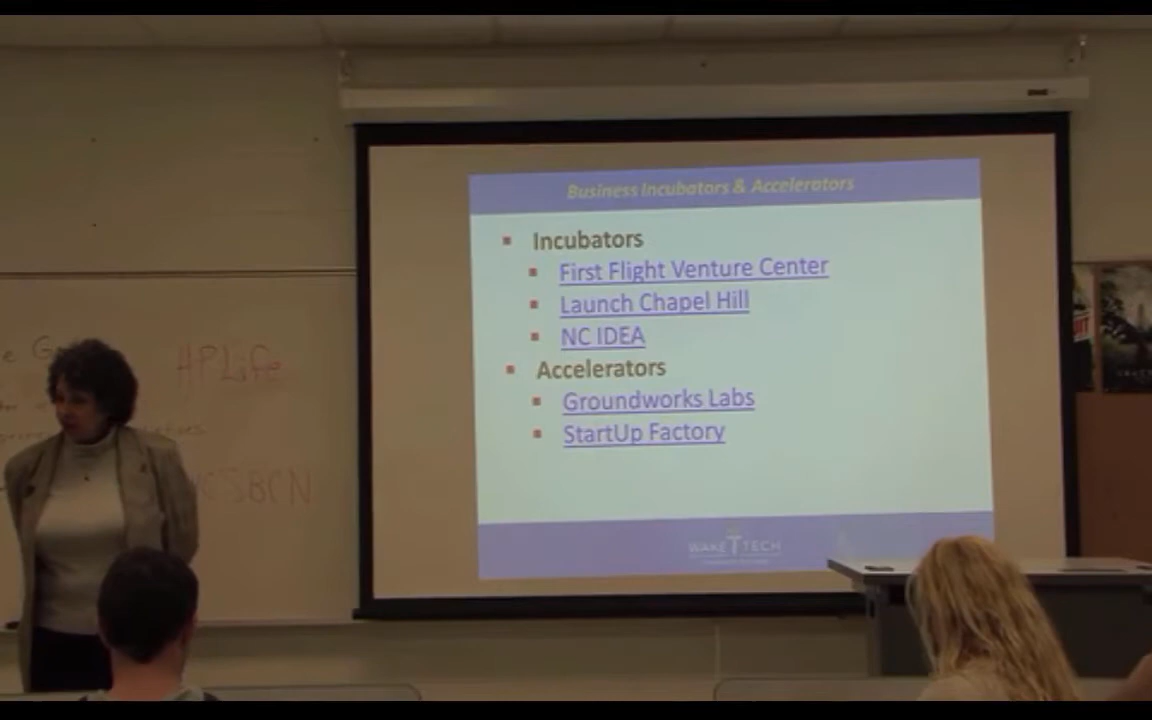 Business Incubators & Accelerators
Incubators
First Flight Venture Center
Launch Chapel Hill
NC IDEA
Accelerators
Groundworks Labs
StartUp Factory
WAKE TECH
HPLife
SBCN